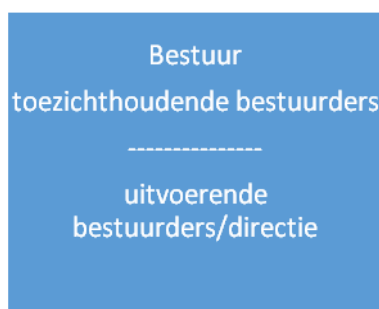 Bestuur
toezichthoudende bestuurders
---------------
uitvoerende
bestuurders/directie